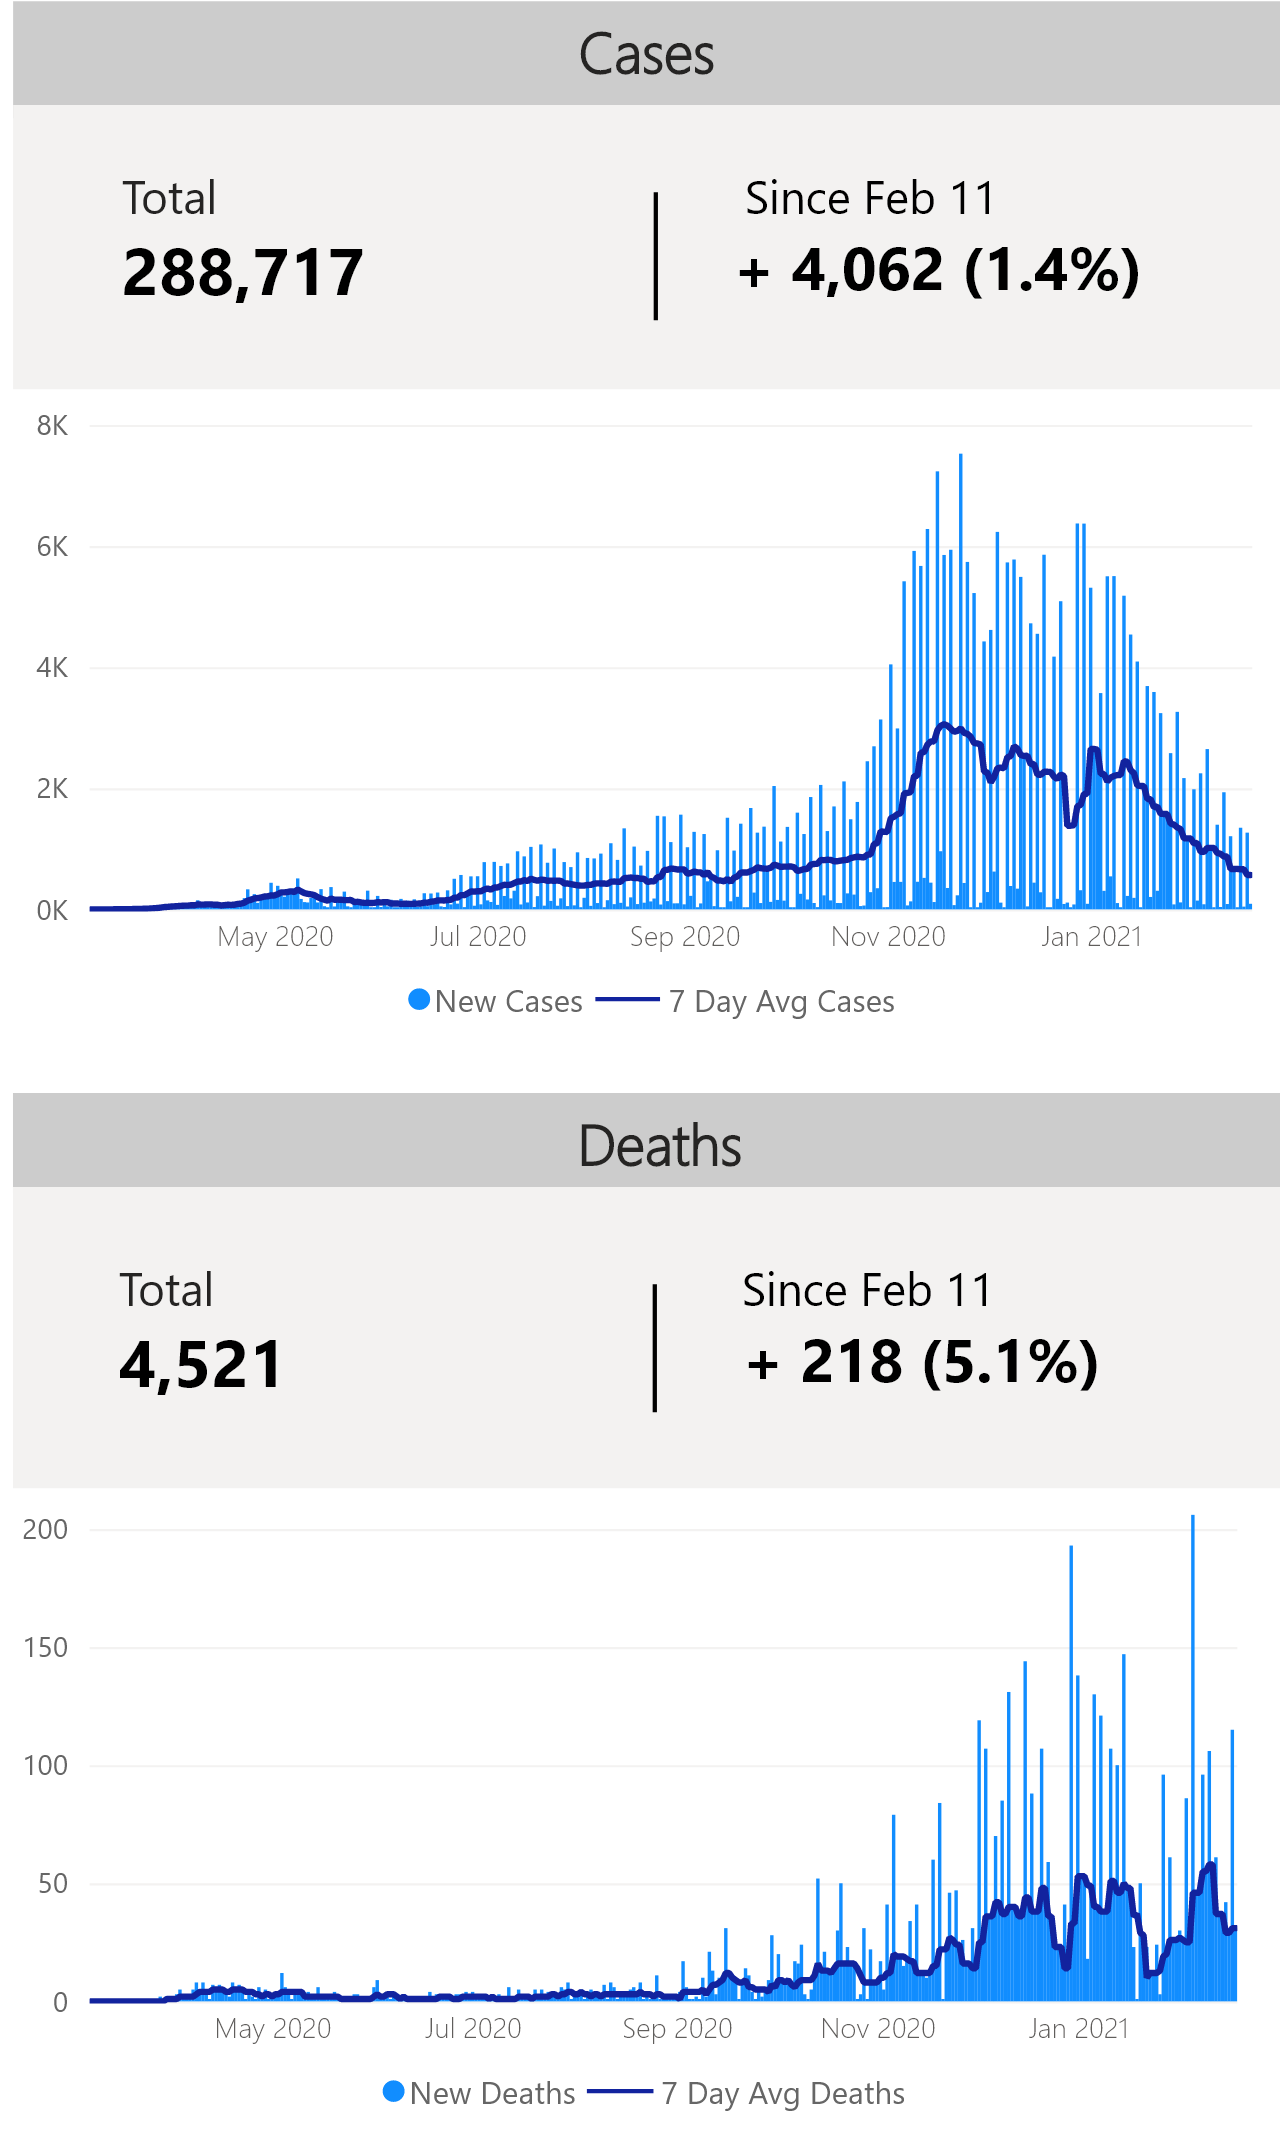 Cases
Total
Since Feb 11
288,717
+ 4,062 (1.4%)
8K
6K
4K
2K
0K
May 2020
Jul 2020
Sep 2020
Nov 2020
Jan 2021
New Cases
7 Day Avg Cases
Deaths
Total
Since Feb 11
4,521
+ 218 (5.1%)
200
150
100
50
0
May 2020
Jul 2020
Sep 2020
Nov 2020
Jan 2021
New Deaths
7 Day Avg Deaths